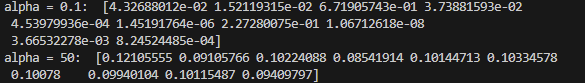 alpha = 0.1:  [4.32688012e-02 1.52119315e-02 6.71905743e-01 3.73881593e-02
 4.53979936e-04 1.45191764e-06 2.27280075e-01 1.06712618e-08
 3.66532278e-03 8.24524485e-04]
alpha = 50:  [0.12105555 0.09105766 0.10224088 0.08541914 0.10144713 0.10334578
 0.10078    0.09940104 0.10115487 0.09409797]